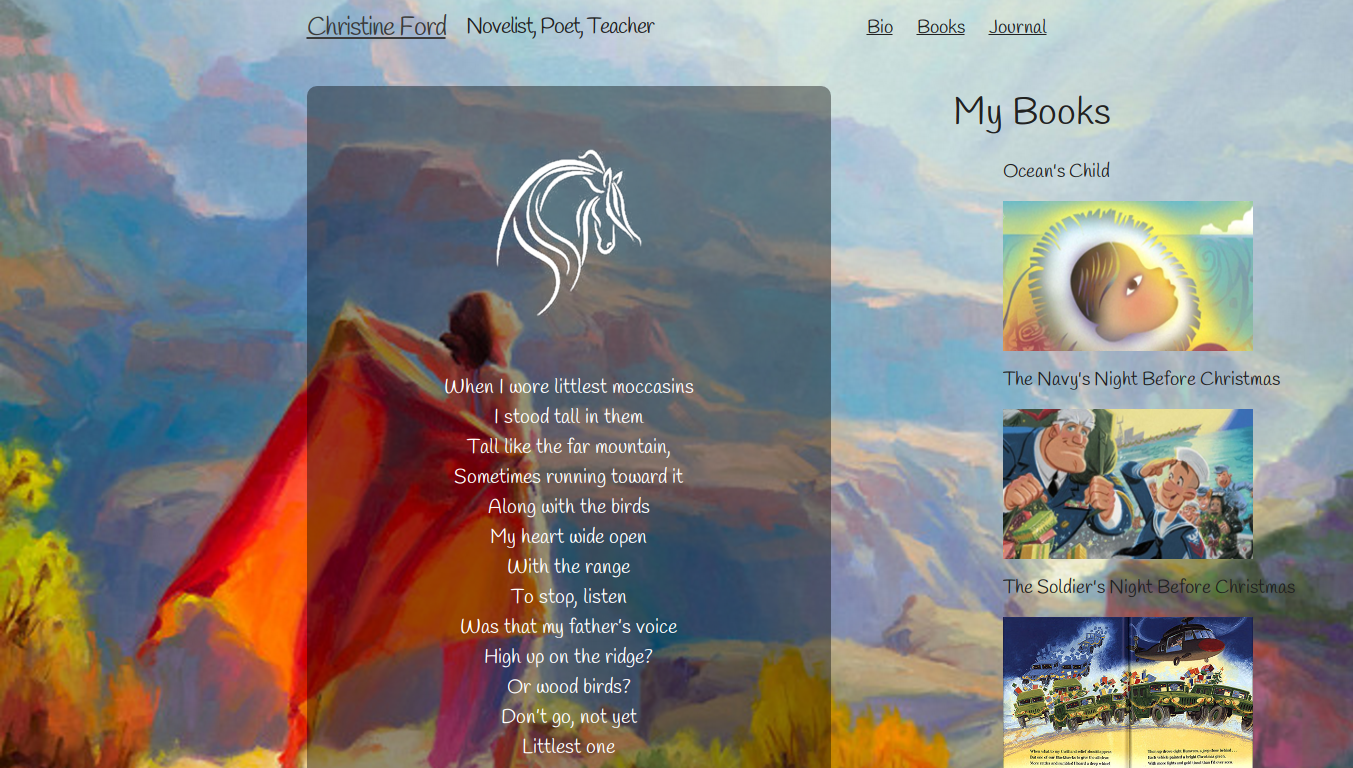 Christine Ford
Novelist, Poet, Teacher
Bio
Books
Journal
When I wore littlest moccasins
I stood tall in them
Tall like the far mountain,
Sometimes running toward it
Along with the birds
My heart wide open
With the range
To stop, listen
Was that my father's voice
High up on the ridge?
Or wood birds?
Don't go, not yet
Littlest one
My Books
Ocean's Child
The Navy's Night Before Christmas
The Soldier's Night Before Christmas